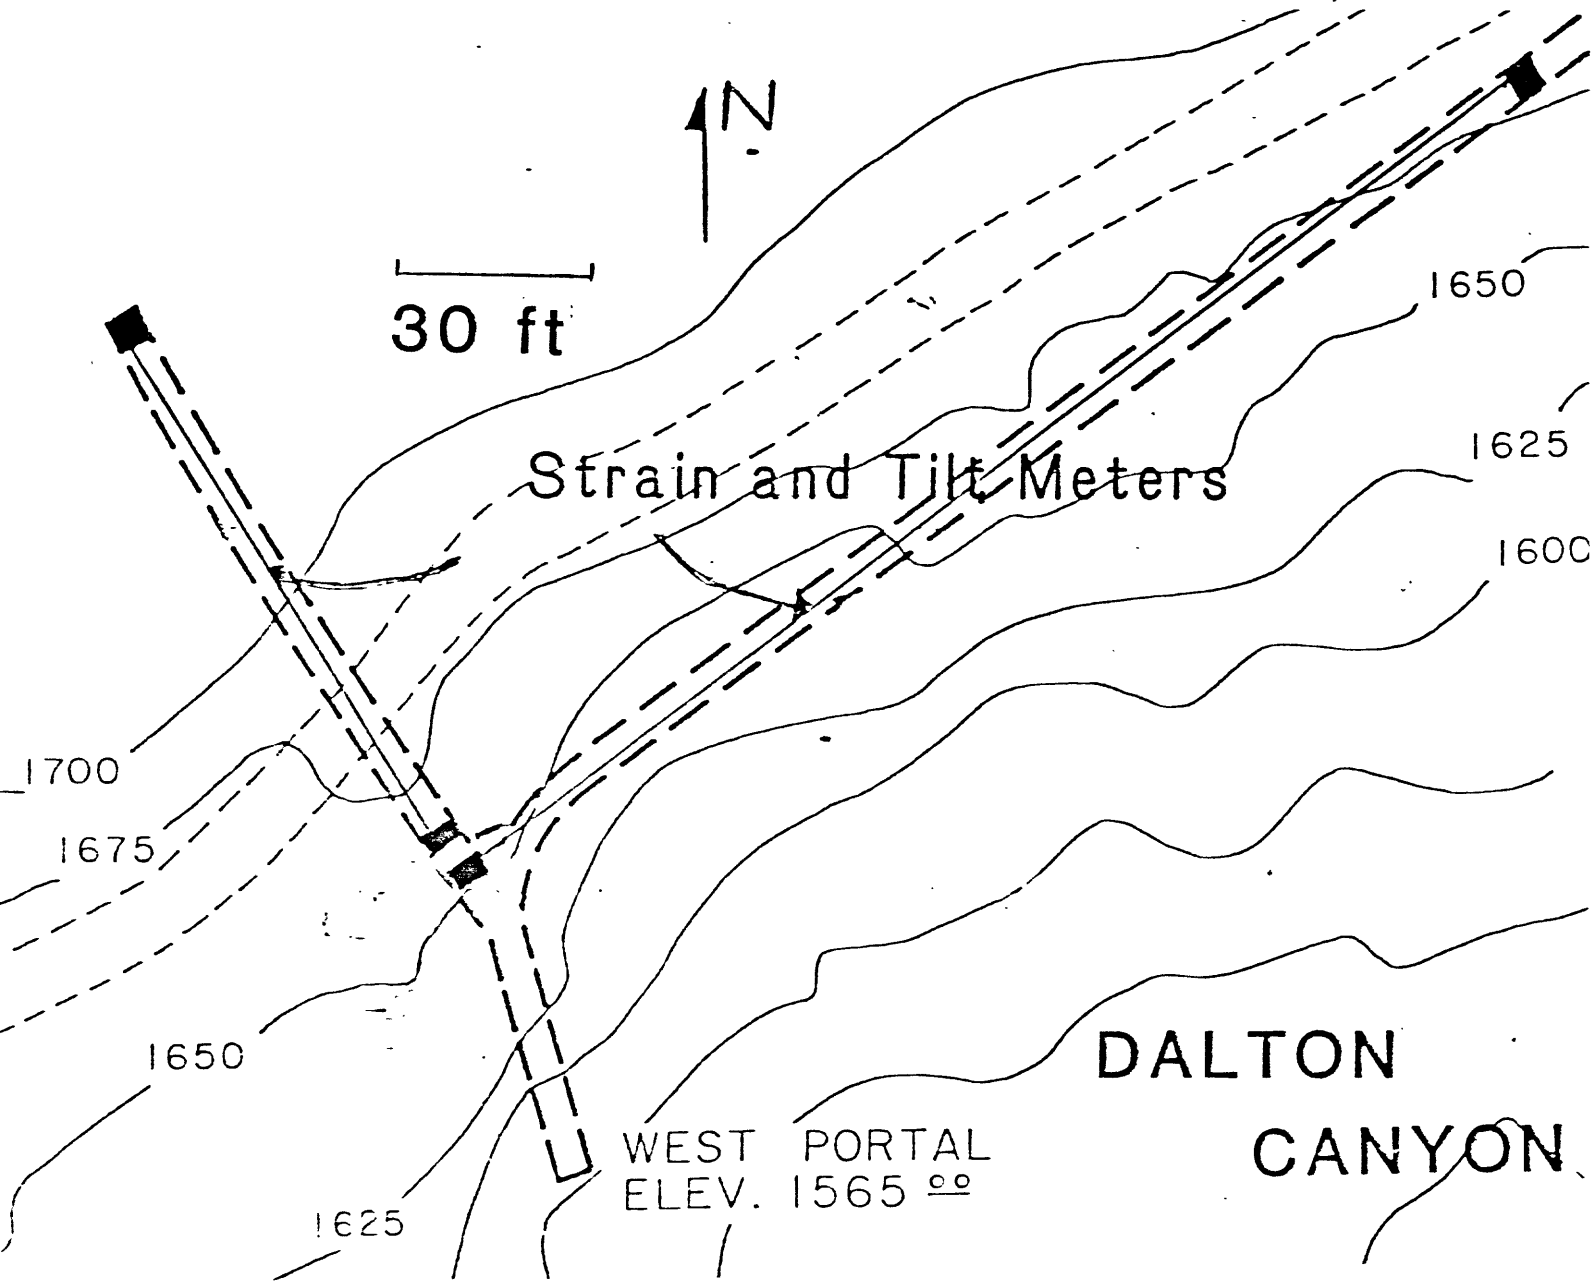 N
30 ft
1650
1625
Strain and Tilt Meters
1600
1700
1675
1650
DALTON
WEST PORTAL
CANYON
ELEV. 1565 00
1625